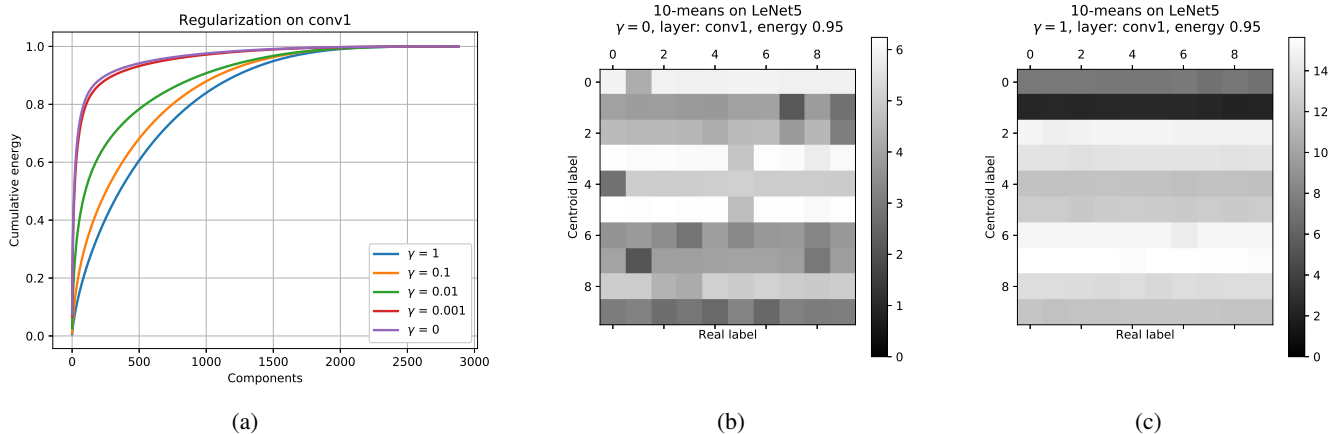 Regularization on conv1
1.0
0.8
0.6
0.4
0.2
0.0
Cumulative energy
γ = 1
γ = 0.1
γ = 0.01
γ = 0.001
γ = 0
0 500 1000 1500 2000 2500 3000
Components
(a)
10-means on LeNet5
γ = 0, layer: conv1, energy 0.95
0 2 4 6 8
0
2
4
6
8
Centroid label
Real label
6
5
4
3
2
1
0
(b)
10-means on LeNet5
γ = 1, layer: conv1, energy 0.95
0 2 4 6 8
0
2
4
6
8
Centroid label
Real label
14
12
10
8
6
4
2
0
(c)